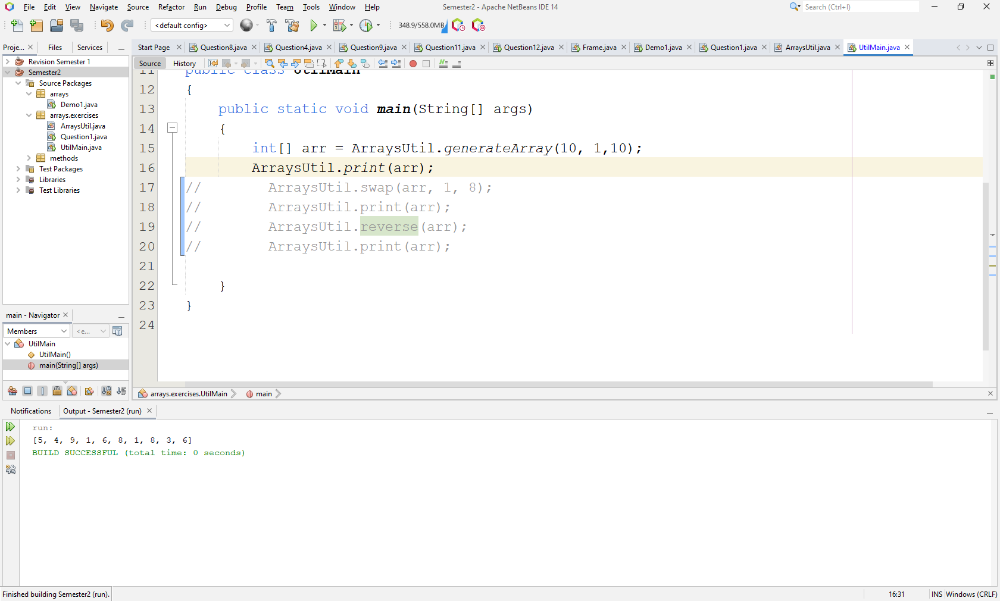 File Edit View Navigate Source Refactor Run Debug Profile Team Tools Window Help
Semester2 - Apache NetBeans IDE 14
Search (Ctrl+I)
<default config>
348.9/558.0MB
Proje... Files Services
Start Page Question8.java Question4.java Question9.java Question11.java Question12.java Frame.java Demo1.java Question1.java ArraysUtil.java UtilMain.java
Source History
Revision Semester 1
Semester2
Source Packages
arrays
Demo1.java
arrays.exercises
ArraysUtil.java
Question1.java
UtilMain.java
methods
Test Packages
Libraries
Test Libraries
11 public class UtilMain
12 {
13 public static void main(String[] args)
14 {
15 int[] arr = ArraysUtil.generateArray(10, 1,10);
16 ArraysUtil.print(arr);
17 // ArraysUtil.swap(arr, 1, 8);
18 // ArraysUtil.print(arr);
19 // ArraysUtil.reverse(arr);
20 // ArraysUtil.print(arr);
21
22 }
23 }
24
main - Navigator
Members <e...
UtilMain
UtilMain()
main(String[] args)
arrays.exercises.UtilMain main
Notifications Output - Semester2 (run)
run:
[5, 4, 9, 1, 6, 8, 1, 8, 3, 6]
BUILD SUCCESSFUL (total time: 0 seconds)
Finished building Semester2 (run).
16:31 INS Windows (CRLF)